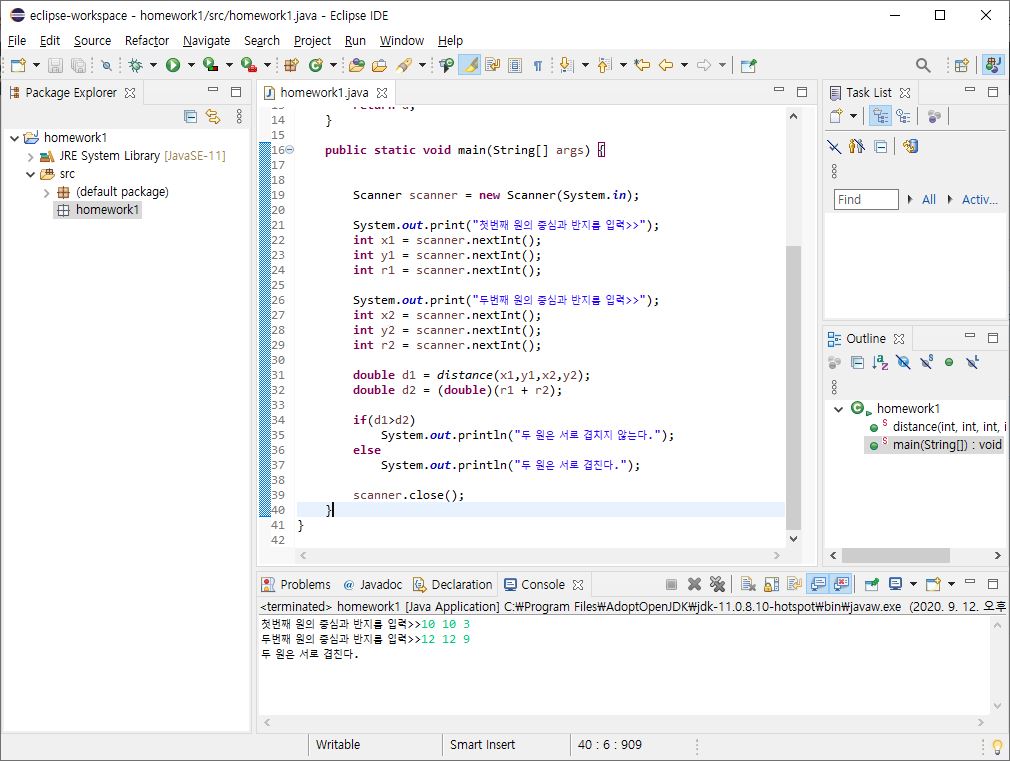 eclipse-workspace - homework1/src/homework1.java - Eclipse IDE
File Edit Source Refactor Navigate Search Project Run Window Help
Package Explorer
homework1
JRE System Library [JavaSE-11]
src
(default package)
homework1
homework1.java
14 }
15
16 public static void main(String[] args) {
17
18
19 Scanner scanner = new Scanner(System.in);
20
21 System.out.print("첫번째 원의 중심과 반지름 입력>>");
22 int x1 = scanner.nextInt();
23 int y1 = scanner.nextInt();
24 int r1 = scanner.nextInt();
25
26 System.out.print("두번째 원의 중심과 반지름 입력>>");
27 int x2 = scanner.nextInt();
28 int y2 = scanner.nextInt();
29 int r2 = scanner.nextInt();
30
31 double d1 = distance(x1,y1,x2,y2);
32 double d2 = (double)(r1 + r2);
33
34 if(d1>d2)
35 System.out.println("두 원은 서로 겹치지 않는다.");
36 else
37 System.out.println("두 원은 서로 겹친다.");
38
39 scanner.close();
40 }
41 }
42
Task List
Find All Activ...
Outline
homework1
distance(int, int, int, i
main(String[]) : void
Problems Javadoc Declaration Console
<terminated> homework1 [Java Application] C:₩Program Files₩AdoptOpenJDK₩jdk-11.0.8.10-hotspot₩bin₩javaw.exe (2020. 9. 12. 오후
첫번째 원의 중심과 반지름 입력>>10 10 3
두번째 원의 중심과 반지름 입력>>12 12 9
두 원은 서로 겹친다.
Writable Smart Insert 40 : 6 : 909